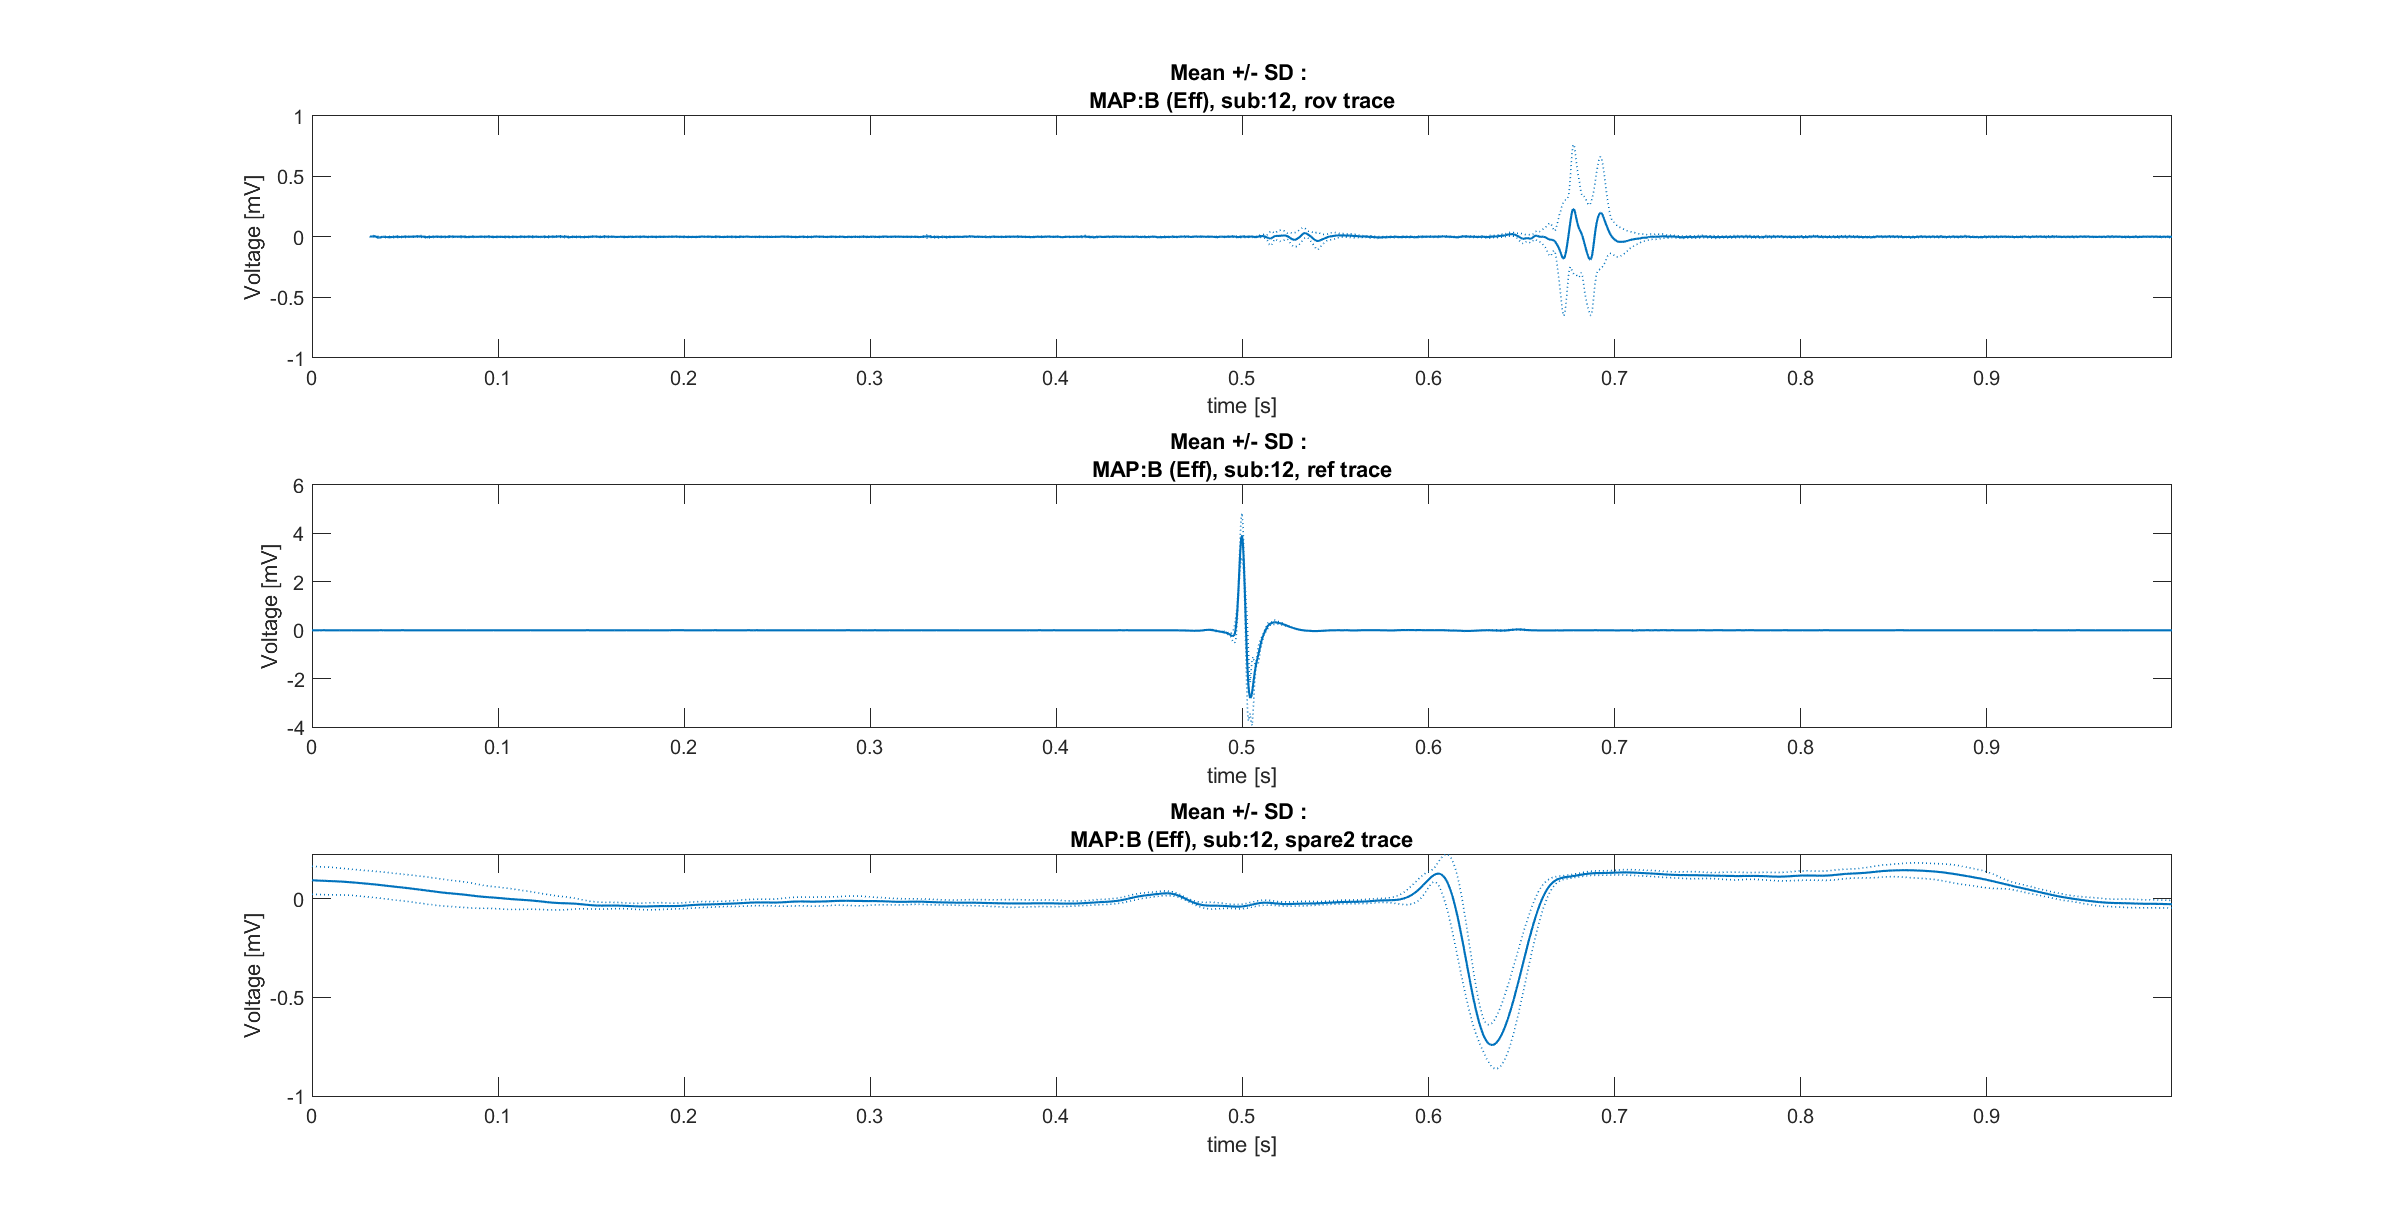 Mean +/- SD :
MAP:B (Eff), sub:12, rov trace
1
0.5
0
-0.5
-1
Voltage [mV]
0 0.1 0.2 0.3 0.4 0.5 0.6 0.7 0.8 0.9
time [s]
Mean +/- SD :
MAP:B (Eff), sub:12, ref trace
6
4
2
0
-2
-4
Voltage [mV]
0 0.1 0.2 0.3 0.4 0.5 0.6 0.7 0.8 0.9
time [s]
Mean +/- SD :
MAP:B (Eff), sub:12, spare2 trace
0
-0.5
-1
Voltage [mV]
0 0.1 0.2 0.3 0.4 0.5 0.6 0.7 0.8 0.9
time [s]